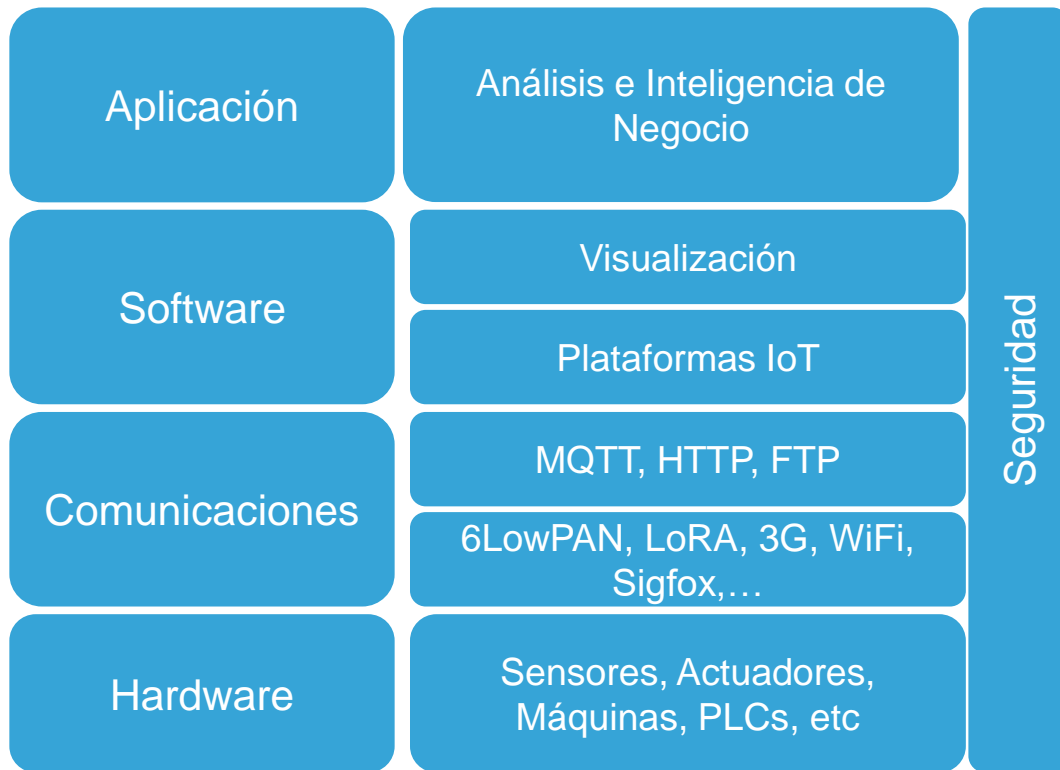 Aplicación
Análisis e Inteligencia de
Negocio
Software
Visualización
Plataformas IoT
Comunicaciones
MQTT, HTTP, FTP
6LowPAN, LoRA, 3G, WiFi,
Sigfox,…
Hardware
Sensores, Actuadores,
Máquinas, PLCs, etc
Seguridad